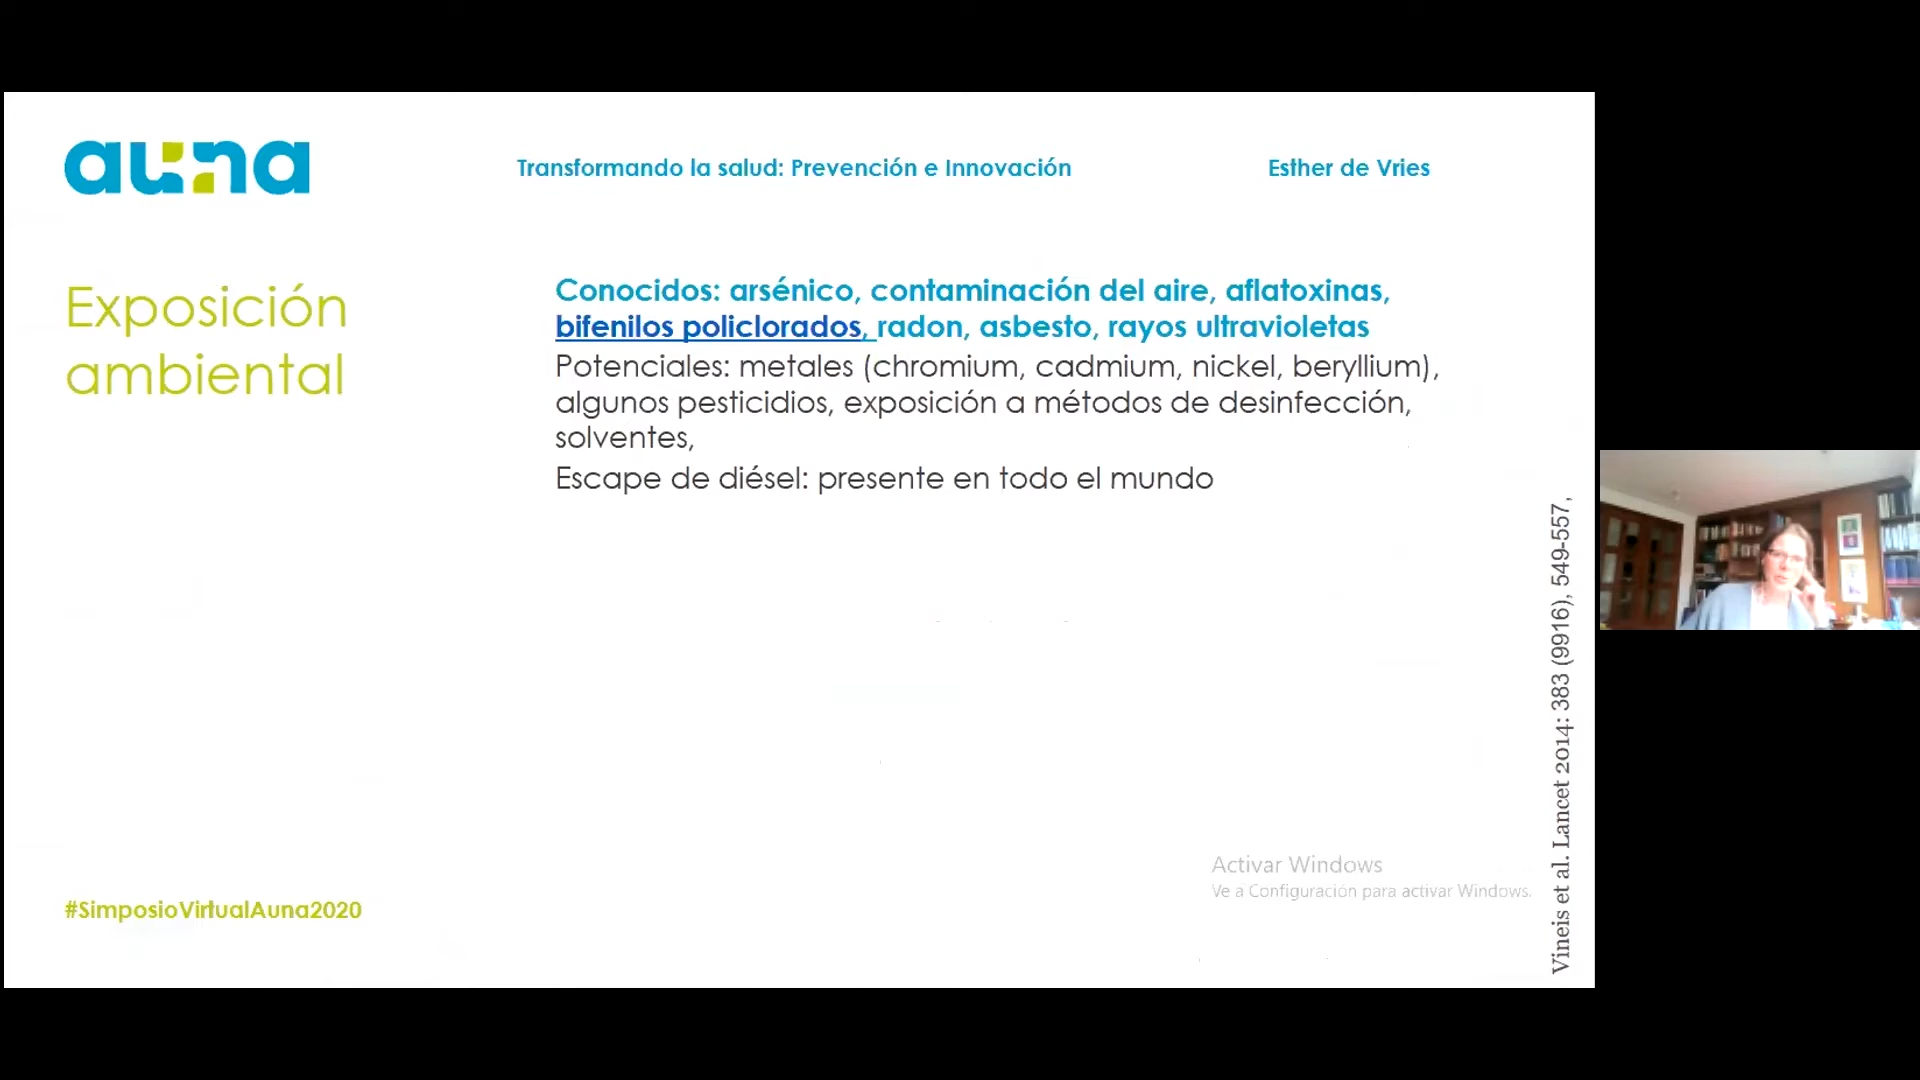 auna
Transformando la salud: Prevención e Innovación
Esther de Vries
Exposición
ambiental
Conocidos: arsénico, contaminación del aire, aflatoxinas,
bifenilos policlorados, radon, asbesto, rayos ultravioletas
Potenciales: metales (chromium, cadmium, nickel, beryllium),
algunos pesticidios, exposición a métodos de desinfección,
solventes,
Escape de diésel: presente en todo el mundo
Vineis et al. Lancet 2014: 383 (9916), 549-557,
Activar Windows
Ve a Configuración para activar Windows.
#SimposioVirtualAuna2020